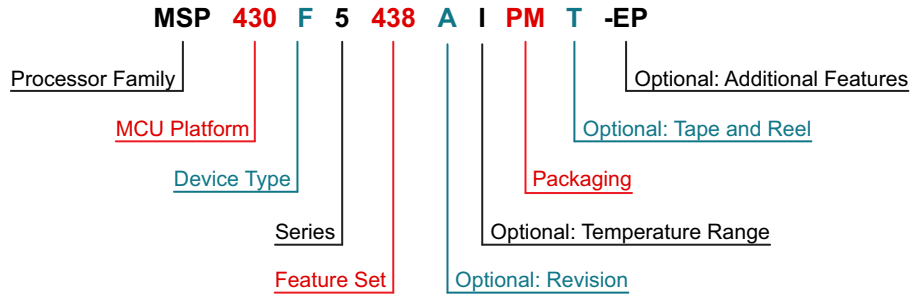 MSP 430 F 5 438 A I PM T -EP
Processor Family
Optional: Additional Features
MCU Platform
Optional: Tape and Reel
Device Type
Packaging
Series
Optional: Temperature Range
Feature Set
Optional: Revision